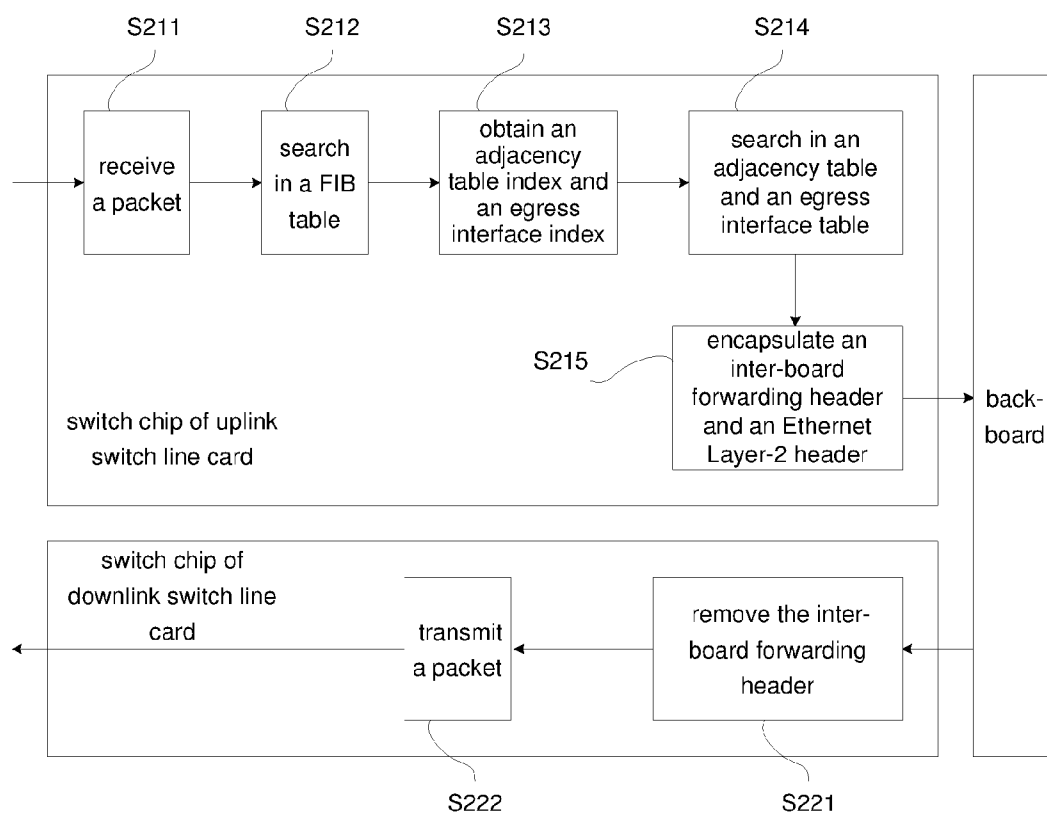 S211
S212
S213
S214
receive
a packet
search
in a FIB
table
obtain an
adjacency
table index and
an egress
interface index
search in an
adjacency table
and an egress
interface table
S215
encapsulate an
inter-board
forwarding header
and an Ethernet
Layer-2 header
switch chip of uplink
switch line card
back-
board
switch chip of
downlink switch line
card
transmit
a packet
remove the inter-
board forwarding
header
S222
S221